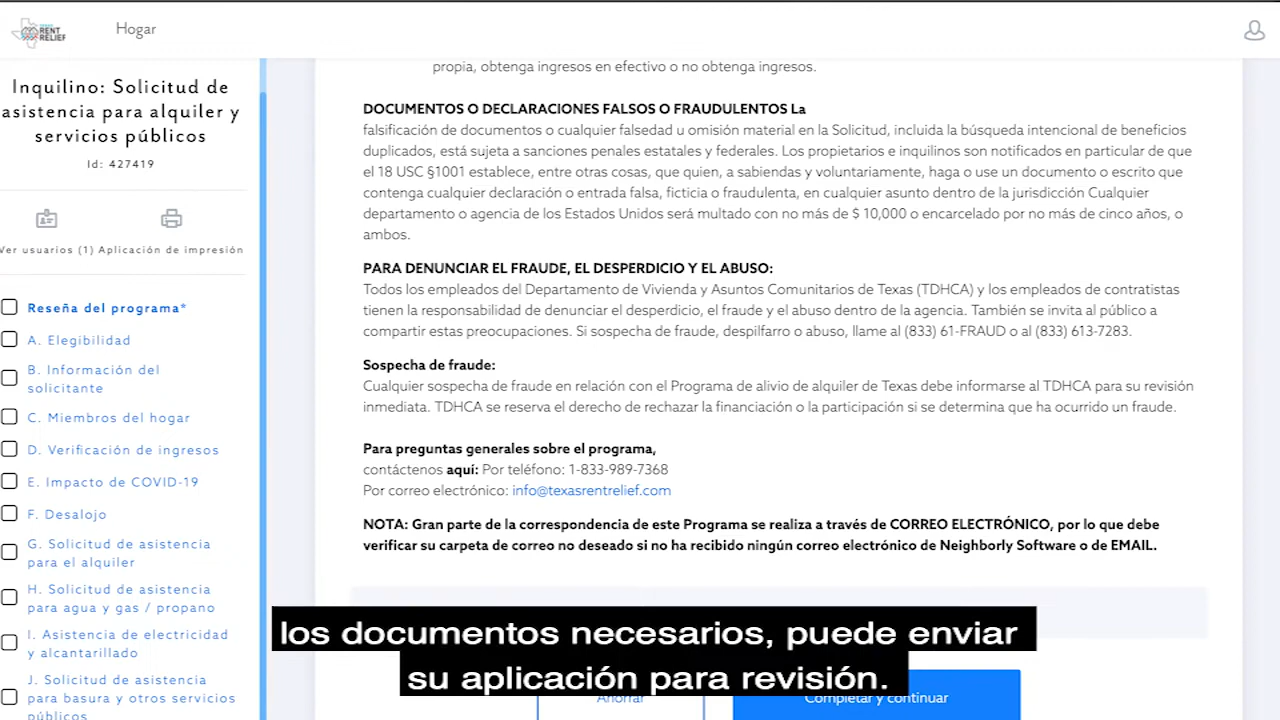 TEXAS
RENT
RELIEF
Hogar
Inquilino: Solicitud de
asistencia para alquiler y
servicios públicos
Id: 427419
Ver usuarios (1) Aplicación de impresión
Reseña del programa*
A. Elegibilidad
B. Información del
solicitante
C. Miembros del hogar
D. Verificación de ingresos
E. Impacto de COVID-19
F. Desalojo
G. Solicitud de asistencia
para el alquiler
H. Solicitud de asistencia
para agua y gas / propano
I. Asistencia de electricidad
y alcantarillado
J. Solicitud de asistencia
para basura y otros servicios
públicos
propia, obtenga ingresos en efectivo o no obtenga ingresos.
DOCUMENTOS O DECLARACIONES FALSOS O FRAUDULENTOS La
falsificación de documentos o cualquier falsedad u omisión material en la Solicitud, incluida la búsqueda intencional de beneficios
duplicados, está sujeta a sanciones penales estatales y federales. Los propietarios e inquilinos son notificados en particular de que
el 18 USC §1001 establece, entre otras cosas, que quien, a sabiendas y voluntariamente, haga o use un documento o escrito que
contenga cualquier declaración o entrada falsa, ficticia o fraudulenta, en cualquier asunto dentro de la jurisdicción Cualquier
departamento o agencia de los Estados Unidos será multado con no más de $ 10,000 o encarcelado por no más de cinco años, o
ambos.
PARA DENUNCIAR EL FRAUDE, EL DESPERDICIO Y EL ABUSO:
Todos los empleados del Departamento de Vivienda y Asuntos Comunitarios de Texas (TDHCA) y los empleados de contratistas
tienen la responsabilidad de denunciar el desperdicio, el fraude y el abuso dentro de la agencia. También se invita al público a
compartir estas preocupaciones. Si sospecha de fraude, despilfarro o abuso, llame al (833) 61-FRAUD o al (833) 613-7283.
Sospecha de fraude:
Cualquier sospecha de fraude en relación con el Programa de alivio de alquiler de Texas debe informarse al TDHCA para su revisión
inmediata. TDHCA se reserva el derecho de rechazar la financiación o la participación si se determina que ha ocurrido un fraude.
Para preguntas generales sobre el programa,
contáctenos aquí: Por teléfono: 1-833-989-7368
Por correo electrónico: info@texasrentrelief.com
NOTA: Gran parte de la correspondencia de este Programa se realiza a través de CORREO ELECTRÓNICO, por lo que debe
verificar su carpeta de correo no deseado si no ha recibido ningún correo electrónico de Neighborly Software o de EMAIL.
los documentos necesarios, puede enviar
su aplicación para revisión.
Ahorrar
Completar y continuar